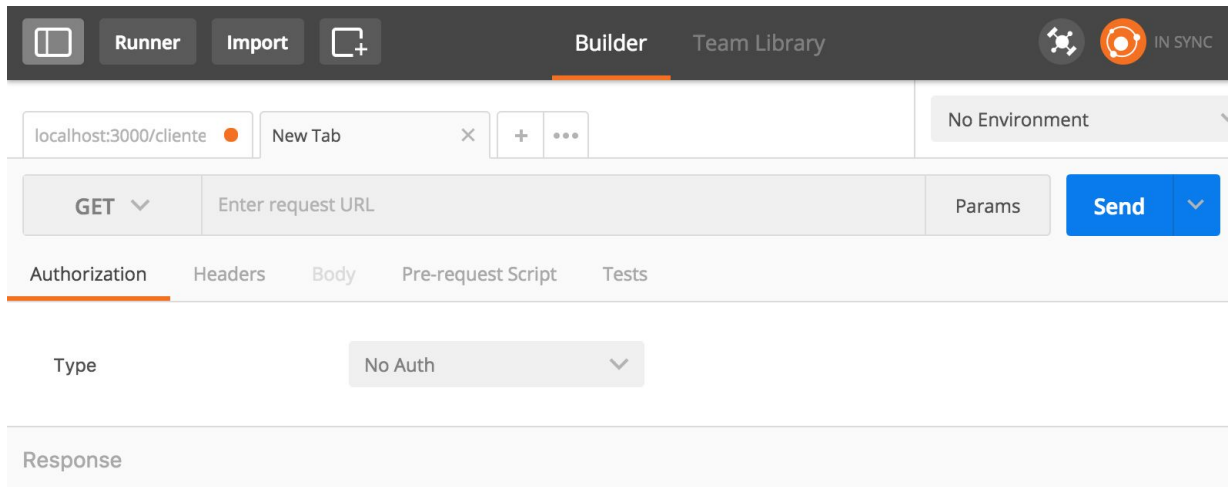 Runner Import Builder Team Library IN SYNC
localhost:3000/cliente New Tab + ••• No Environment
GET Enter request URL Params Send
Authorization Headers Body Pre-request Script Tests
Type No Auth
Response